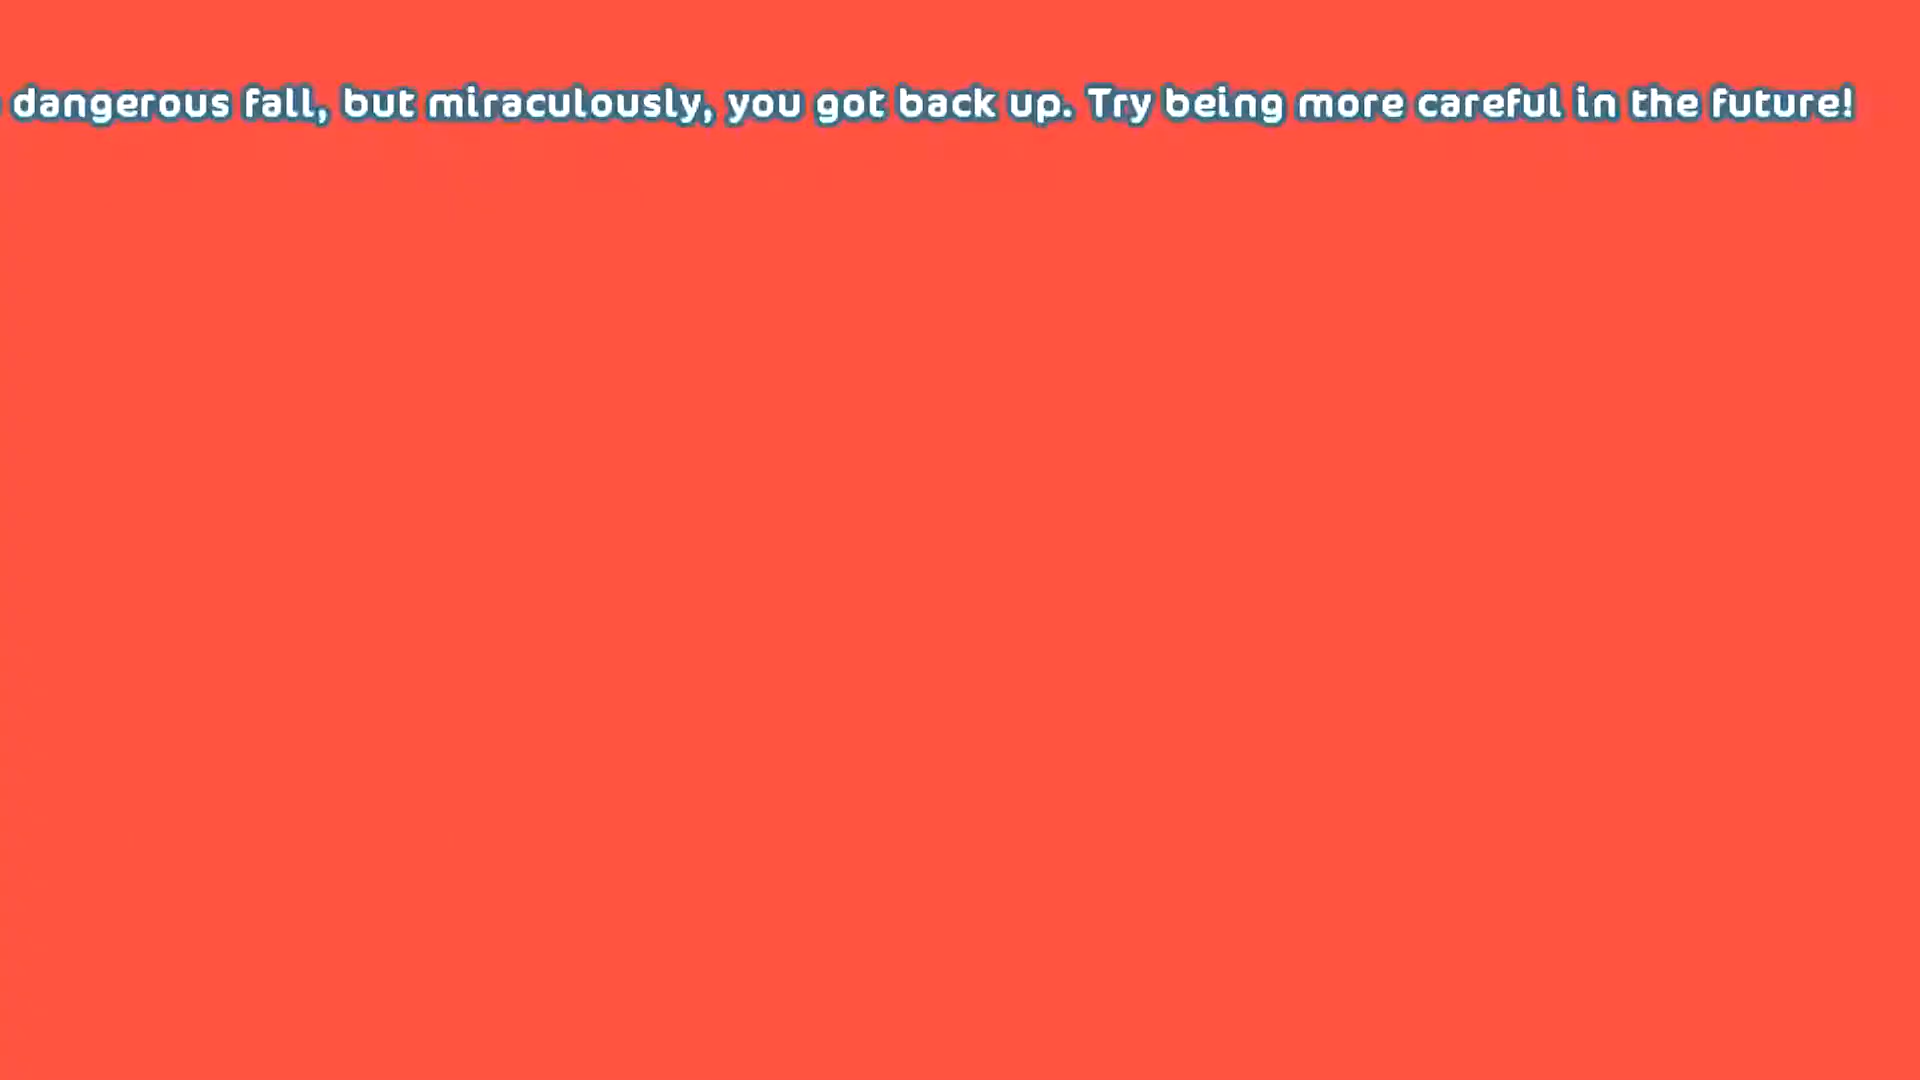 dangerous fall, but miraculously, you got back up. Try being more careful in the future!